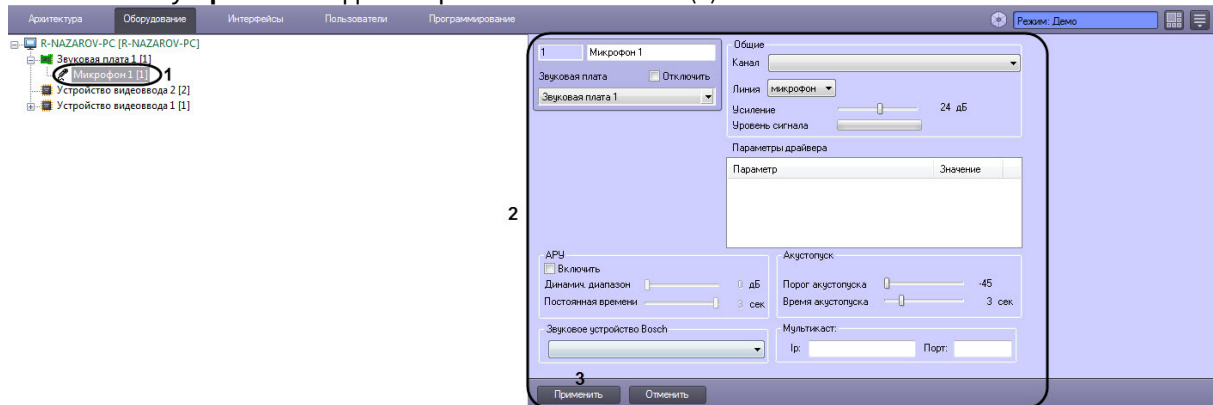 Архитектура Оборудование Интерфейсы Пользователи Программирование Режим: Демо
R-NAZAROV-PC [R-NAZAROV-PC]
Звуковая плата 1 [1]
Микрофон 1 [1] 1
Устройство видеоввода 2 [2]
Устройство видеоввода 1 [1]
1 Микрофон 1
Звуковая плата Отключить
Звуковая плата 1
Общие
Канал
Линия микрофон
Усиление 24 дБ
Уровень сигнала
Параметры драйвера
Параметр Значение
2
АРУ
Включить
Динамич. диапазон 0 дБ
Постоянная времени 3 сек
Акустопуск
Порог акустопуска -45
Время акустопуска 3 сек
Звуковое устройство Bosch
Мультикаст:
Ip: Порт:
3
Применить Отменить